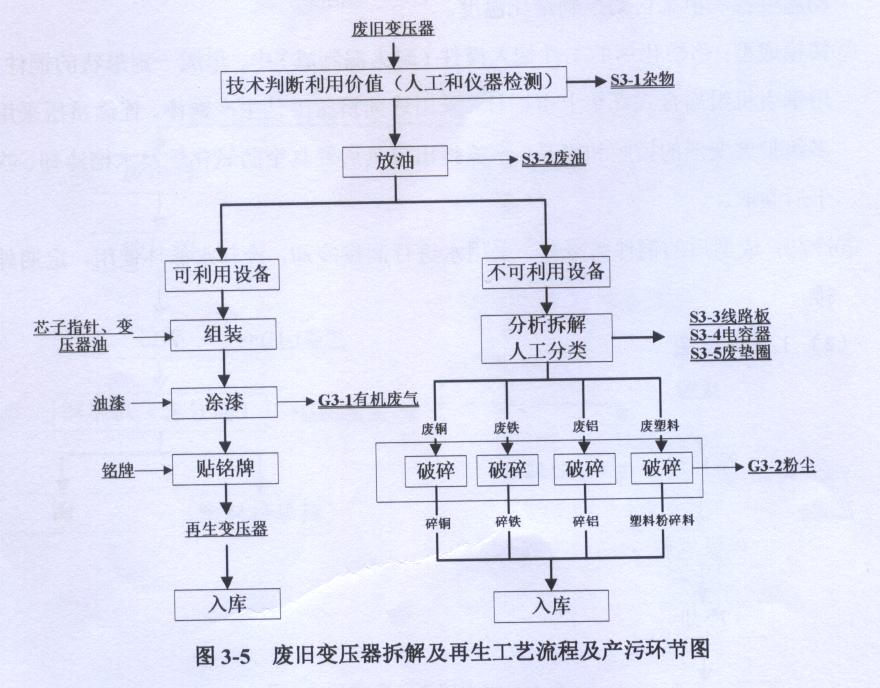 废旧变压器
技术判断利用价值（人工和仪器检测）
S3-1杂物
放油
S3-2废油
可利用设备
不可利用设备
芯子指针、变
压器油
组装
分析拆解
人工分类
S3-3线路板
S3-4电容器
S3-5废垫圈
油漆
涂漆
G3-1有机废气
废铜
废铁
废铝
废塑料
铭牌
贴铭牌
破碎
破碎
破碎
破碎
G3-2粉尘
碎铜
碎铁
碎铝
塑料粉碎料
再生变压器
入库
入库
图 3-5 废旧变压器拆解及再生工艺流程及产污环节图